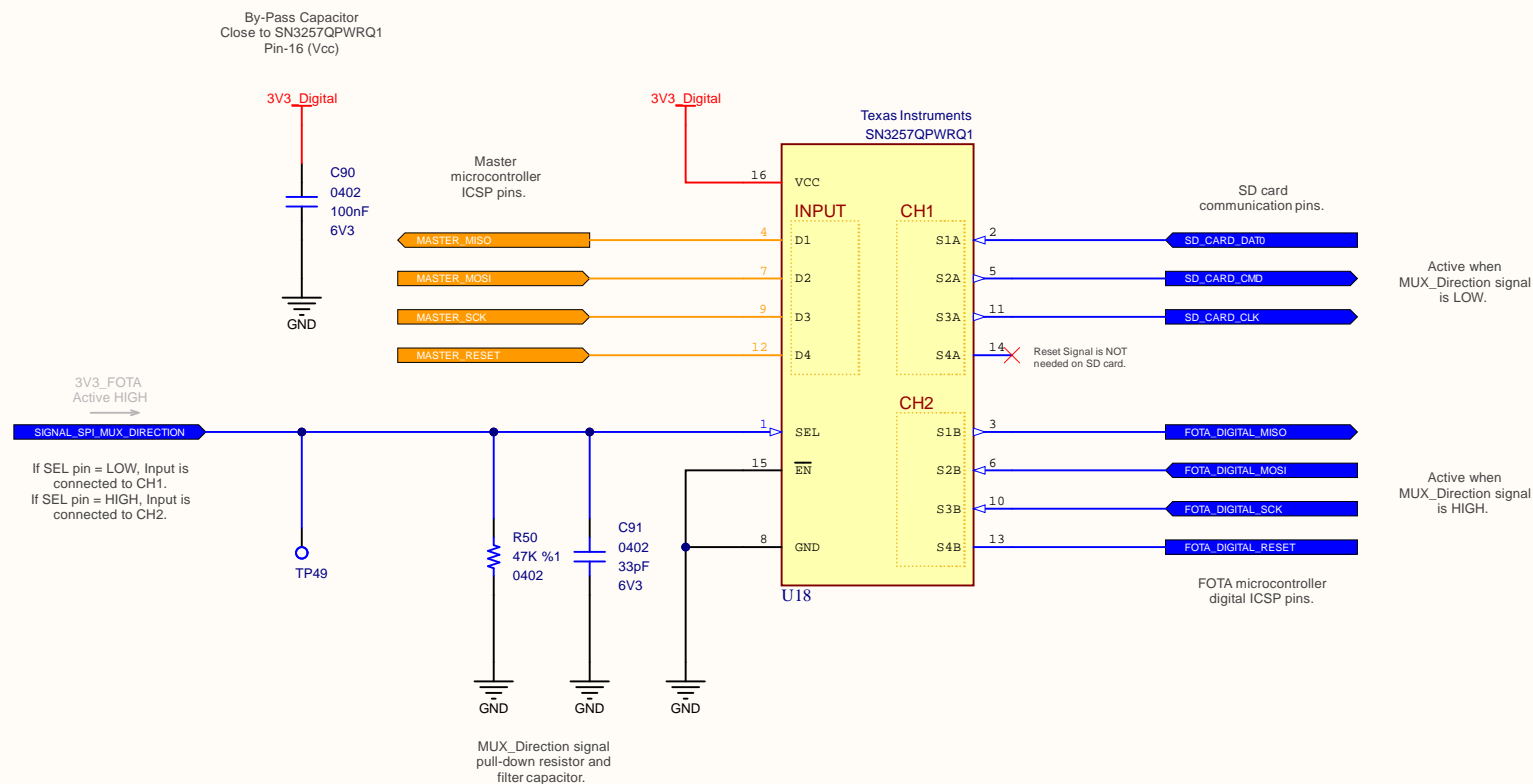 By-Pass Capacitor
Close to SN3257QPWRQ1
Pin-16 (Vcc)
3V3_Digital
C90
0402
100nF
6V3
GND
Master
microcontroller
ICSP pins.
3V3_Digital
Texas Instruments
SN3257QPWRQ1
16
VCC
INPUT
CH1
MASTER_MISO
4
D1
S1A
2
SD_CARD_DAT0
MASTER_MOSI
7
D2
S2A
5
SD_CARD_CMD
MASTER_SCK
9
D3
S3A
11
SD_CARD_CLK
MASTER_RESET
12
D4
S4A
14
Reset Signal is NOT
needed on SD card.
SD card
communication pins.
Active when
MUX_Direction signal
is LOW.
3V3_FOTA
Active HIGH
SIGNAL_SPI_MUX_DIRECTION
If SEL pin = LOW, Input is
connected to CH1.
If SEL pin = HIGH, Input is
connected to CH2.
TP49
R50
47K %1
0402
GND
C91
0402
33pF
6V3
GND
MUX_Direction signal
pull-down resistor and
filter capacitor.
GND
CH2
1
SEL
S1B
3
FOTA_DIGITAL_MISO
15
EN
S2B
6
FOTA_DIGITAL_MOSI
S3B
10
FOTA_DIGITAL_SCK
8
GND
S4B
13
FOTA_DIGITAL_RESET
U18
Active when
MUX_Direction signal
is HIGH.
FOTA microcontroller
digital ICSP pins.